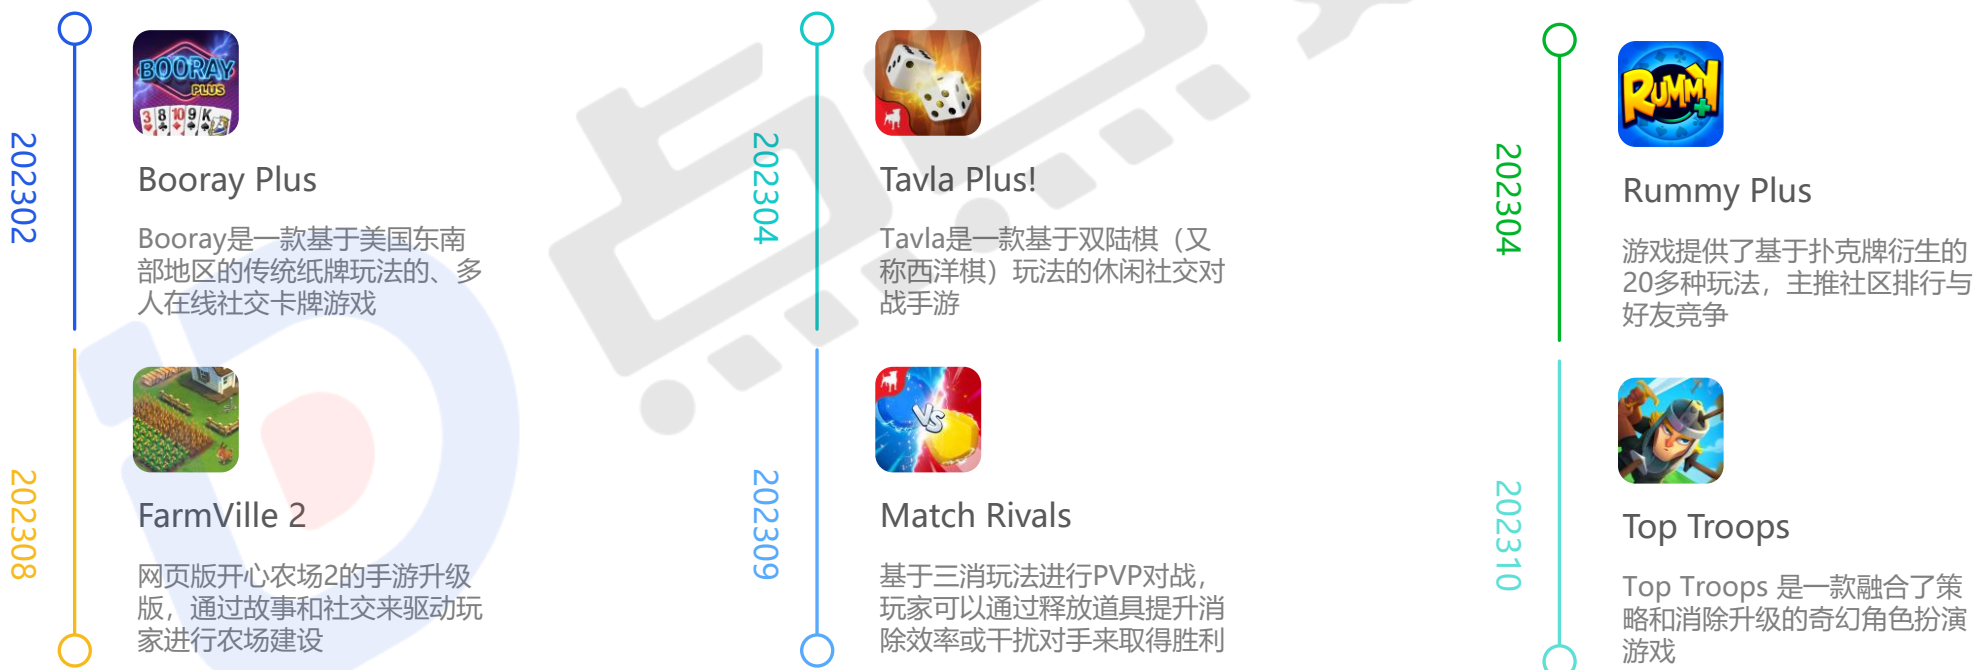 202302
BOORAY
PLUS
3 8 10 9 K
Booray Plus
Booray是一款基于美国东南
部地区的传统纸牌玩法的、多
人在线社交卡牌游戏
202304
Tavla Plus!
Tavla是一款基于双陆棋（又
称西洋棋）玩法的休闲社交对
战手游
202304
RUMMY
Rummy Plus
游戏提供了基于扑克牌衍生的
20多种玩法，主推社区排行与
好友竞争
202308
FarmVille 2
网页版开心农场2的手游升级
版，通过故事和社交来驱动玩
家进行农场建设
202309
VS
Match Rivals
基于三消玩法进行PVP对战，
玩家可以通过释放道具提升消
除效率或干扰对手来取得胜利
202310
Top Troops
Top Troops 是一款融合了策
略和消除升级的奇幻角色扮演
游戏